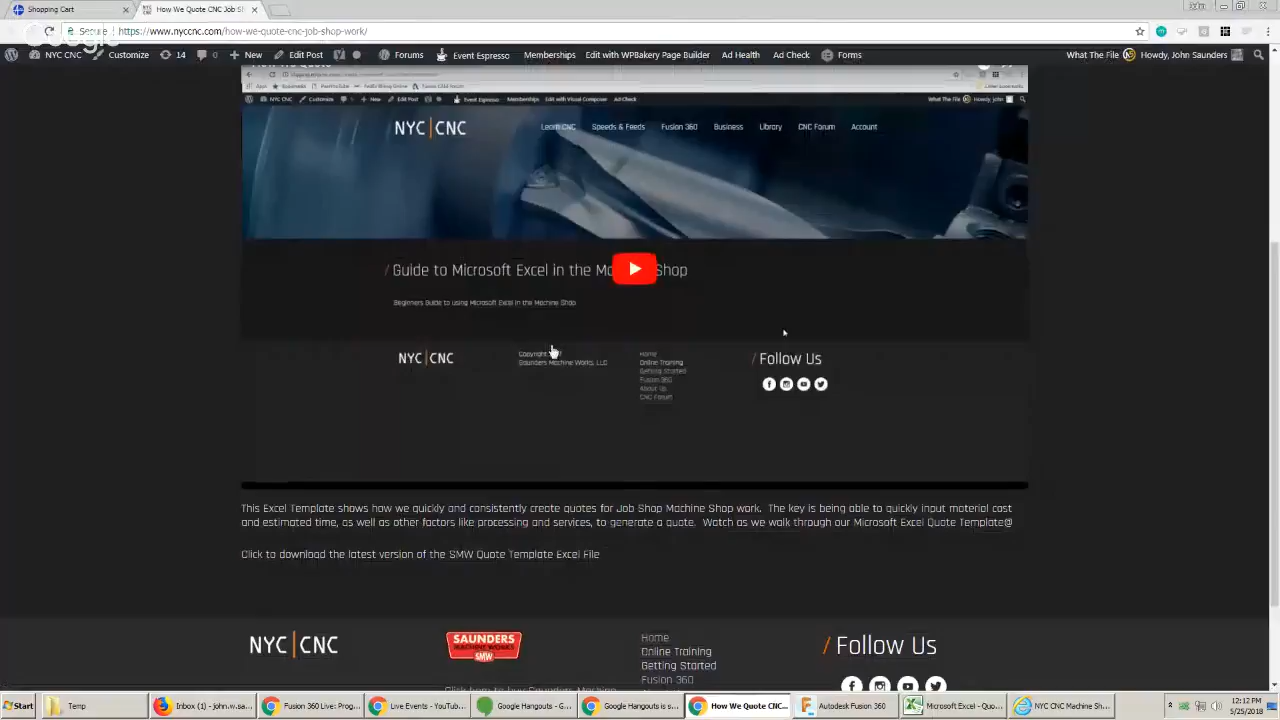 Shopping Cart
How We Quote CNC Job Sh
Secure
https://www.nyccnc.com/how-we-quote-cnc-job-shop-work/
NYC CNC Customize 14 0 New Edit Post Forums Event Espresso Memberships Edit with WPBakery Page Builder Ad Health Ad Check Forms What The File Howdy, John Saunders
NYC CNC Customize New Edit Post Event Espresso Memberships Edit with Visual Composer Ad Check What The File Howdy, John
NYC|CNC
Learn CNC Speeds & Feeds Fusion 360 Business Library CNC Forum Account
/ Guide to Microsoft Excel in the Shop
Beginners Guide to using Microsoft Excel in the Machine Shop
NYC|CNC
Copyright
Saunders Machine Works, LLC
Home
Online Training
Getting Started
Fusion 360
About Us
CNC Forum
/ Follow Us
This Excel Template shows how we quickly and consistently create quotes for Job Shop Machine Shop work. The key is being able to quickly input material cost
and estimated time, as well as other factors like processing and services, to generate a quote. Watch as we walk through our Microsoft Excel Quote Template@
Click to download the latest version of the SMW Quote Template Excel File
NYC|CNC
SAUNDERS
MACHINE WORKS
SMW
Click here to buy Saunders Machine
Home
Online Training
Getting Started
Fusion 360
/ Follow Us
Start
Temp
Inbox (1) - john.w.sa...
Fusion 360 Live: Prog...
Live Events - YouTub...
Google Hangouts - G...
Google Hangouts is s...
How We Quote CNC...
Autodesk Fusion 360
Microsoft Excel - Quo...
NYC CNC Machine Sh...
12:12 PM
5/25/2018